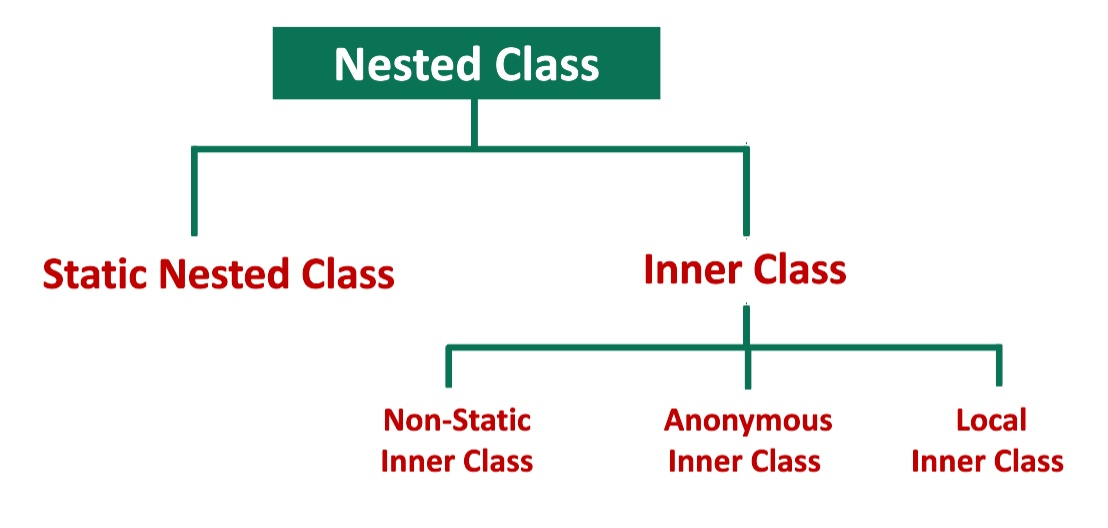 Nested Class
Static Nested Class
Inner Class
Non-Static
Inner Class
Anonymous
Inner Class
Local
Inner Class